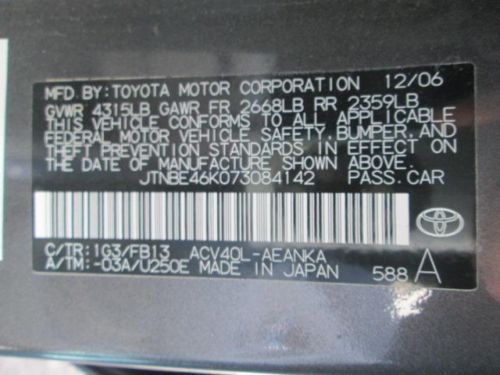 MFD. BY: TOYOTA MOTOR CORPORATION 12/06
GVWR 4315LB GAWR FR 2668LB RR 2359LB
THIS VEHICLE CONFORMS TO ALL APPLICABLE
FEDERAL MOTOR VEHICLE SAFETY, BUMPER, AND
THEFT PREVENTION STANDARDS IN EFFECT ON
THE DATE OF MANUFACTURE SHOWN ABOVE.
JTNBE46K073084142 PASS. CAR
C/TR: 1G3/FB13 ACV40L-AEANKA
A/TM: -03A/U250E MADE IN JAPAN 588 A
TOYOTA